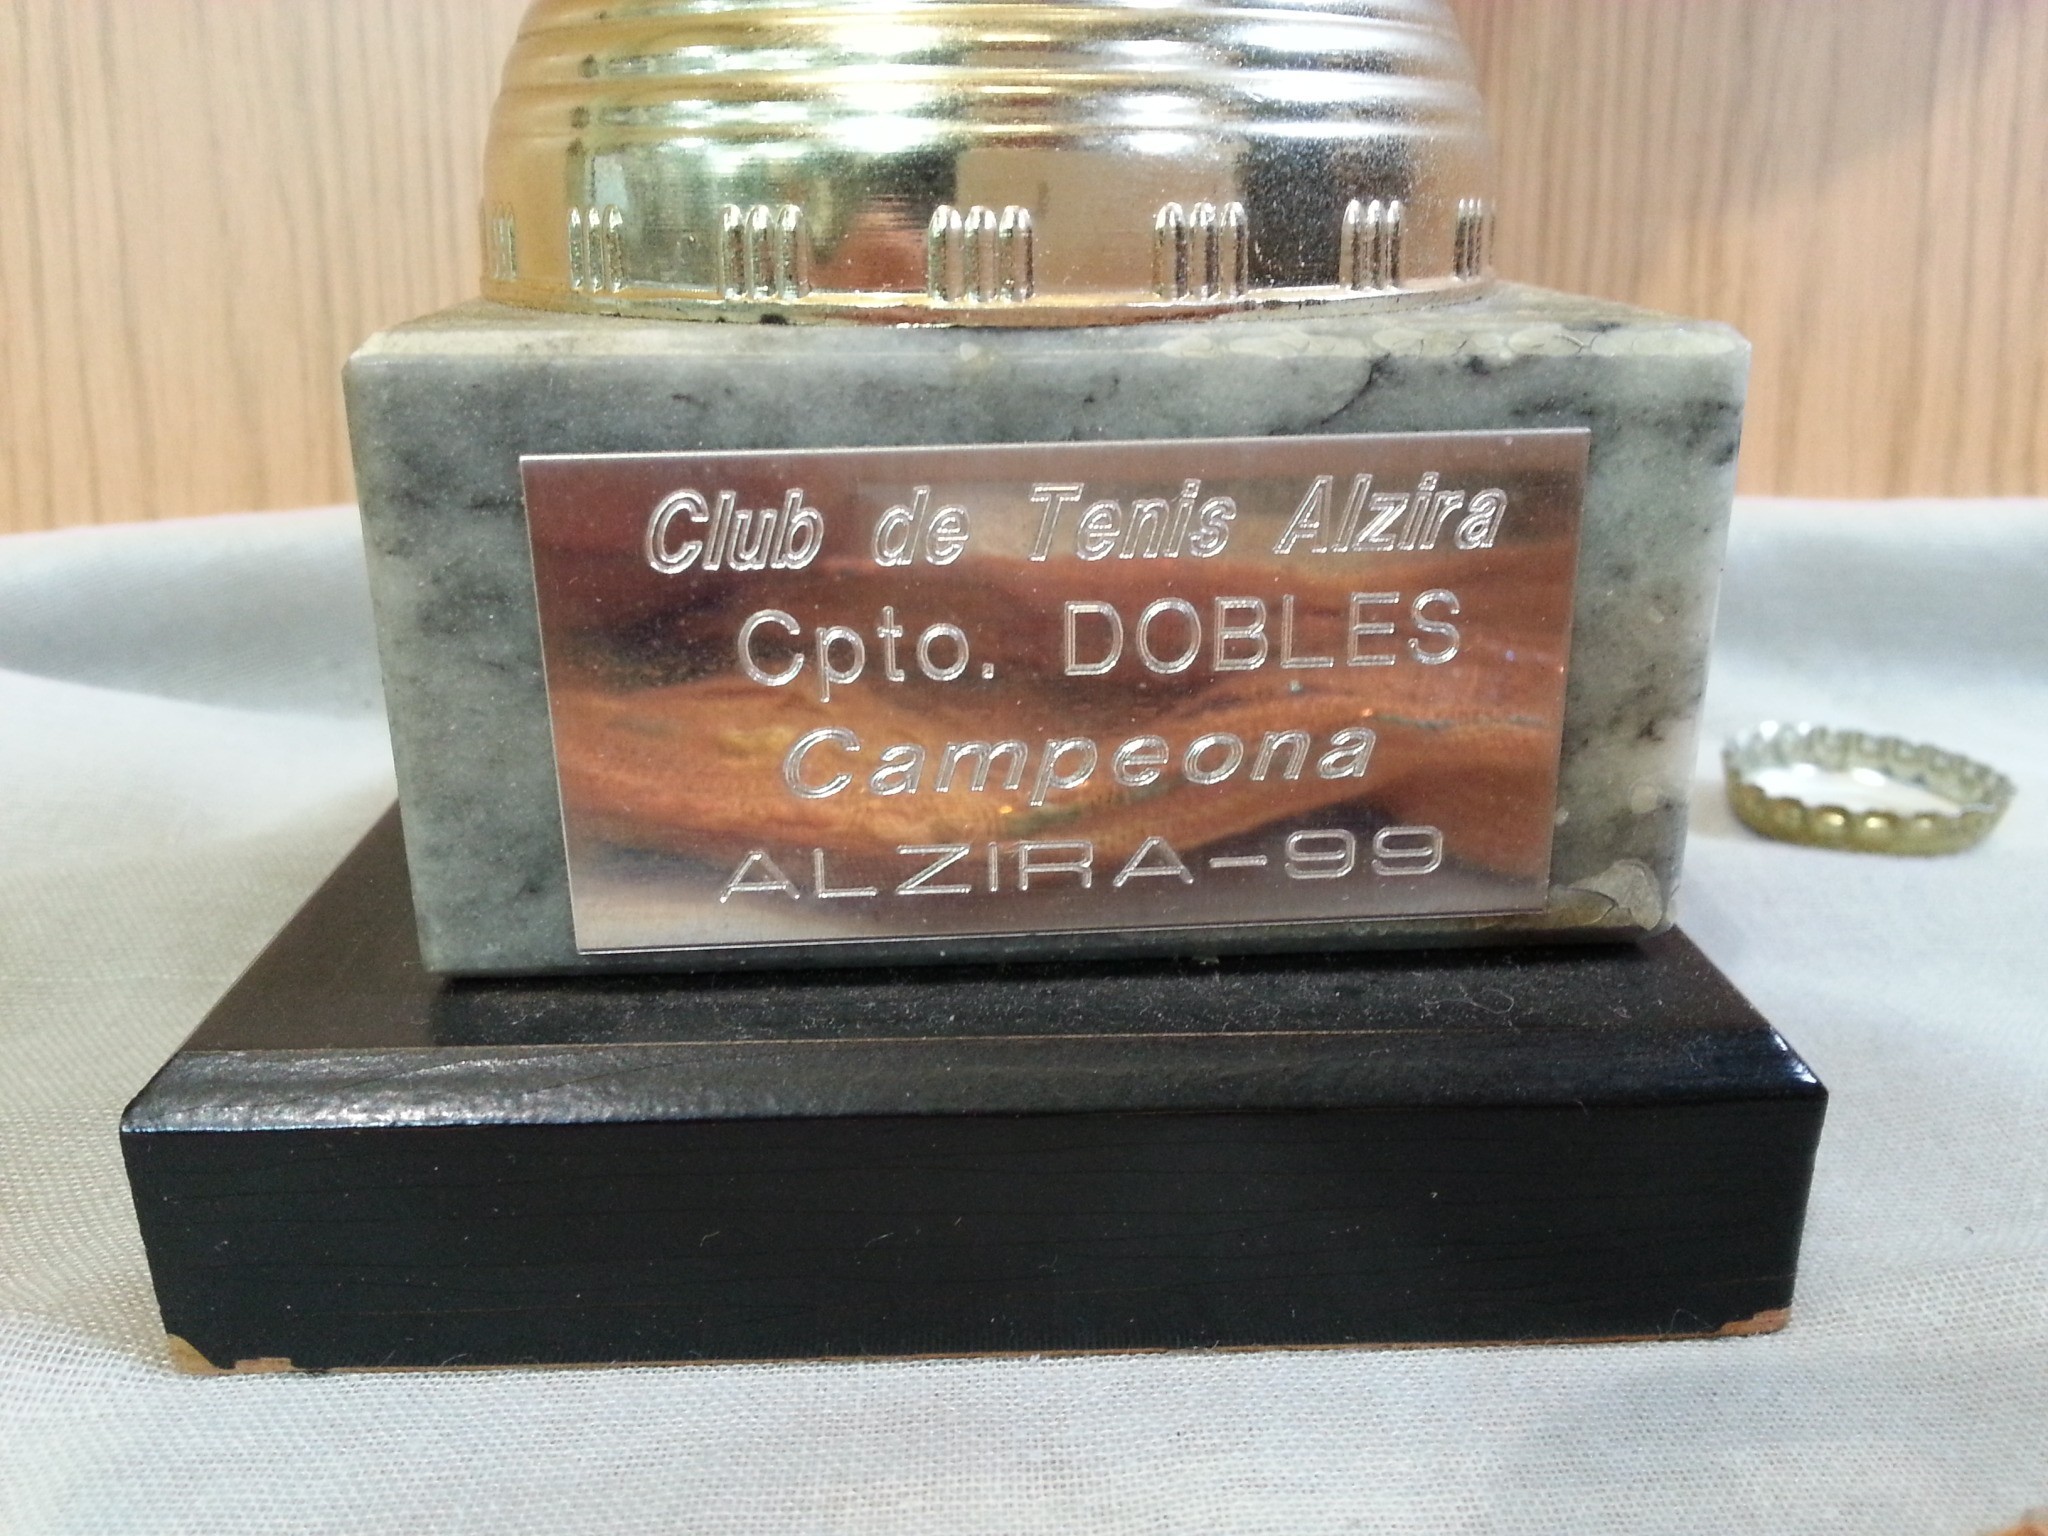 Club de Tenis Alzira
Cpto. DOBLES
Campeona
ALZIRA-99